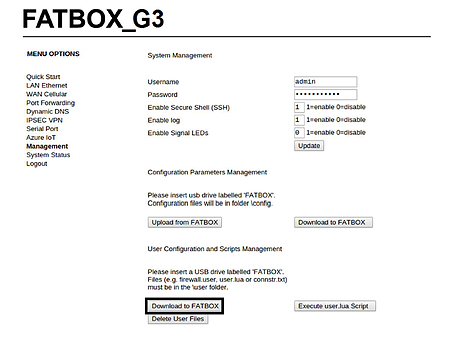 FATBOX_G3
MENU OPTIONS
Quick Start
LAN Ethernet
WAN Cellular
Port Forwarding
Dynamic DNS
IPSEC VPN
Serial Port
Azure IoT
Management
System Status
Logout
System Management
Username admin
Password •••••••••••
Enable Secure Shell (SSH) 1 1=enable 0=disable
Enable log 1 1=enable 0=disable
Enable Signal LEDs 0 1=enable 0=disable
Update
Configuration Parameters Management
Please insert usb drive labelled 'FATBOX'.
Configuration files will be in folder \config.
Upload from FATBOX Download to FATBOX
User Configuration and Scripts Management
Please insert a USB drive labelled 'FATBOX'.
Files (e.g. firewall.user, user.lua or connstr.txt)
must be in the \user folder.
Download to FATBOX Execute user.lua Script
Delete User Files